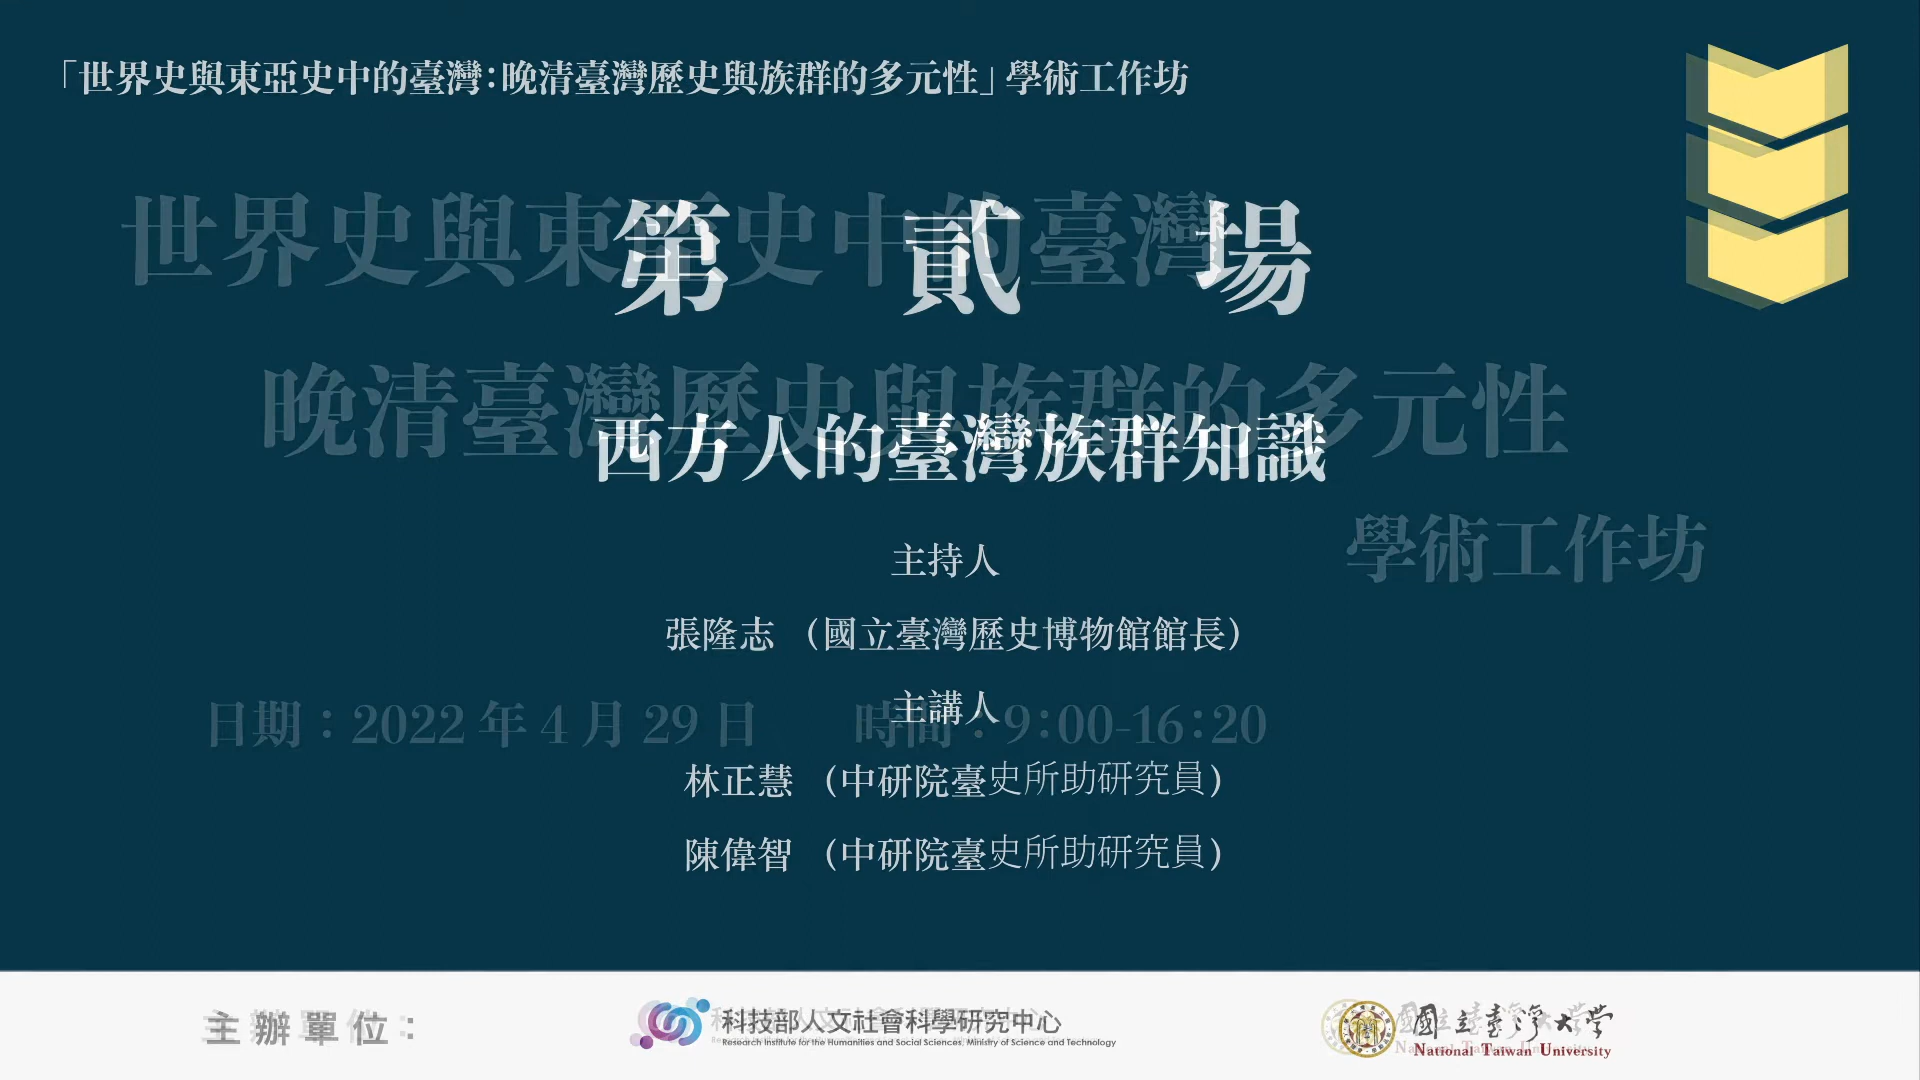 「世界史與東亞史中的臺灣：晚清臺灣歷史與族群的多元性」學術工作坊
世界史與東亞史中的臺灣
第 貳 場
晚清臺灣歷史與族群的多元性
西方人的臺灣族群知識
學術工作坊
主持人
張隆志 （國立臺灣歷史博物館館長）
主講人
日期：2022 年 4 月 29 日 時間：9：00-16：20
林正慧 （中研院臺史所助研究員）
陳偉智 （中研院臺史所助研究員）
主辦單位：
科技部人文社會科學研究中心
Research Institute for the Humanities and Social Sciences, Ministry of Science and Technology
國立臺灣大學
National Taiwan University